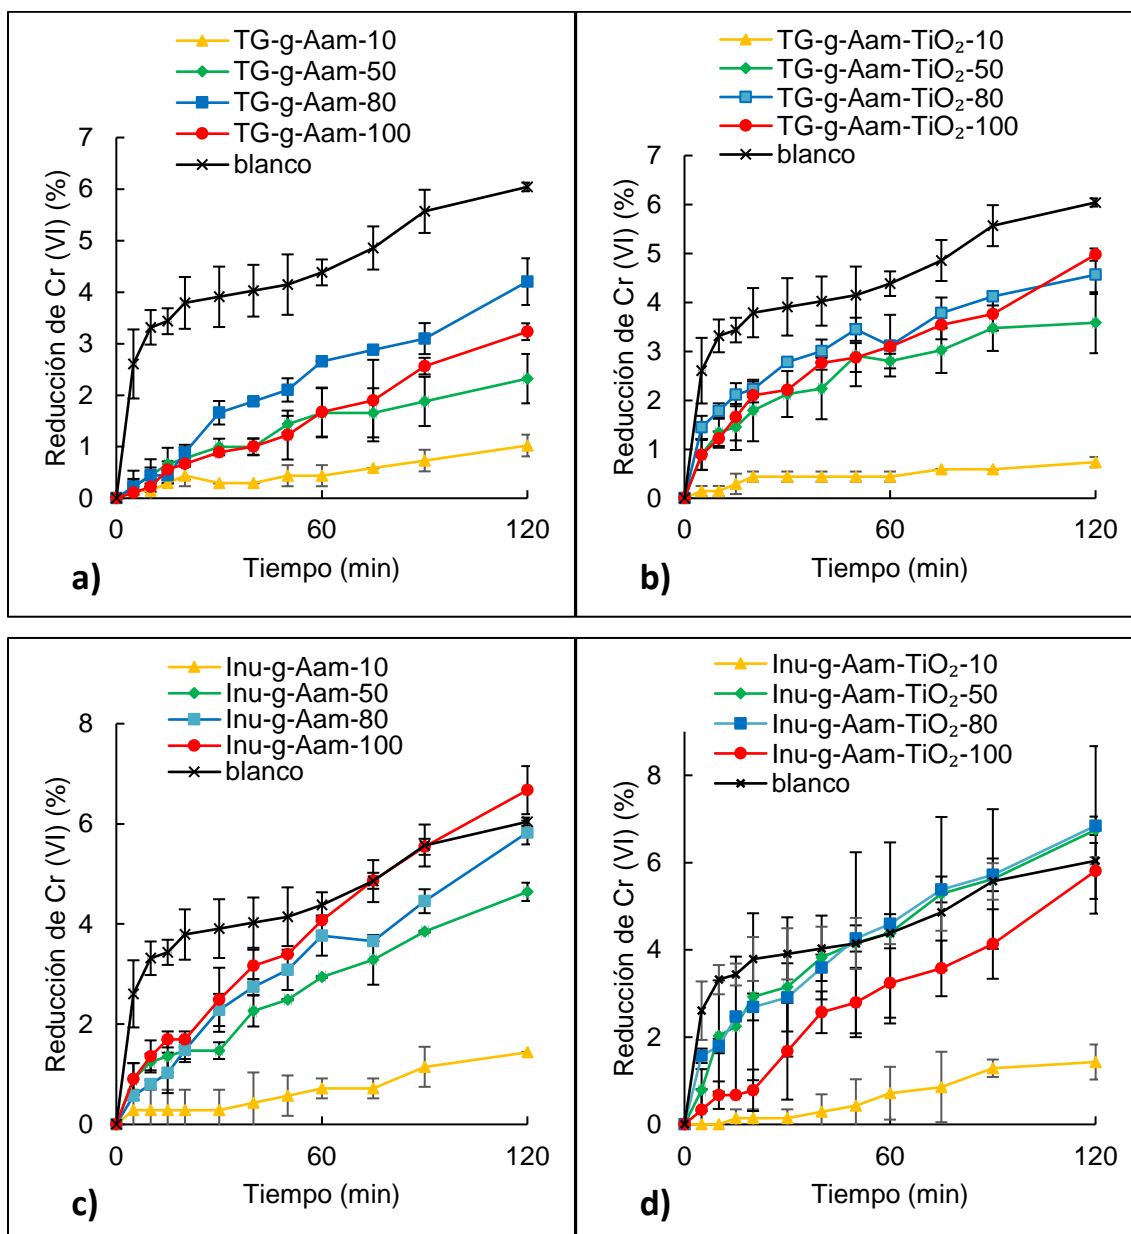 TG-g-Aam-10
TG-g-Aam-50
TG-g-Aam-80
TG-g-Aam-100
blanco
7
6
5
4
3
2
1
0
Reducción de Cr (VI) (%)
0
60
120
Tiempo (min)
a)
TG-g-Aam-TiO₂-10
TG-g-Aam-TiO₂-50
TG-g-Aam-TiO₂-80
TG-g-Aam-TiO₂-100
blanco
7
6
5
4
3
2
1
0
Reducción de Cr (VI) (%)
0
60
120
Tiempo (min)
b)
Inu-g-Aam-10
Inu-g-Aam-50
Inu-g-Aam-80
Inu-g-Aam-100
blanco
8
6
4
2
0
Reducción de Cr (VI) (%)
0
60
120
Tiempo (min)
c)
Inu-g-Aam-TiO₂-10
Inu-g-Aam-TiO₂-50
Inu-g-Aam-TiO₂-80
Inu-g-Aam-TiO₂-100
blanco
8
6
4
2
0
Reducción de Cr (VI) (%)
0
60
120
Tiempo (min)
d)